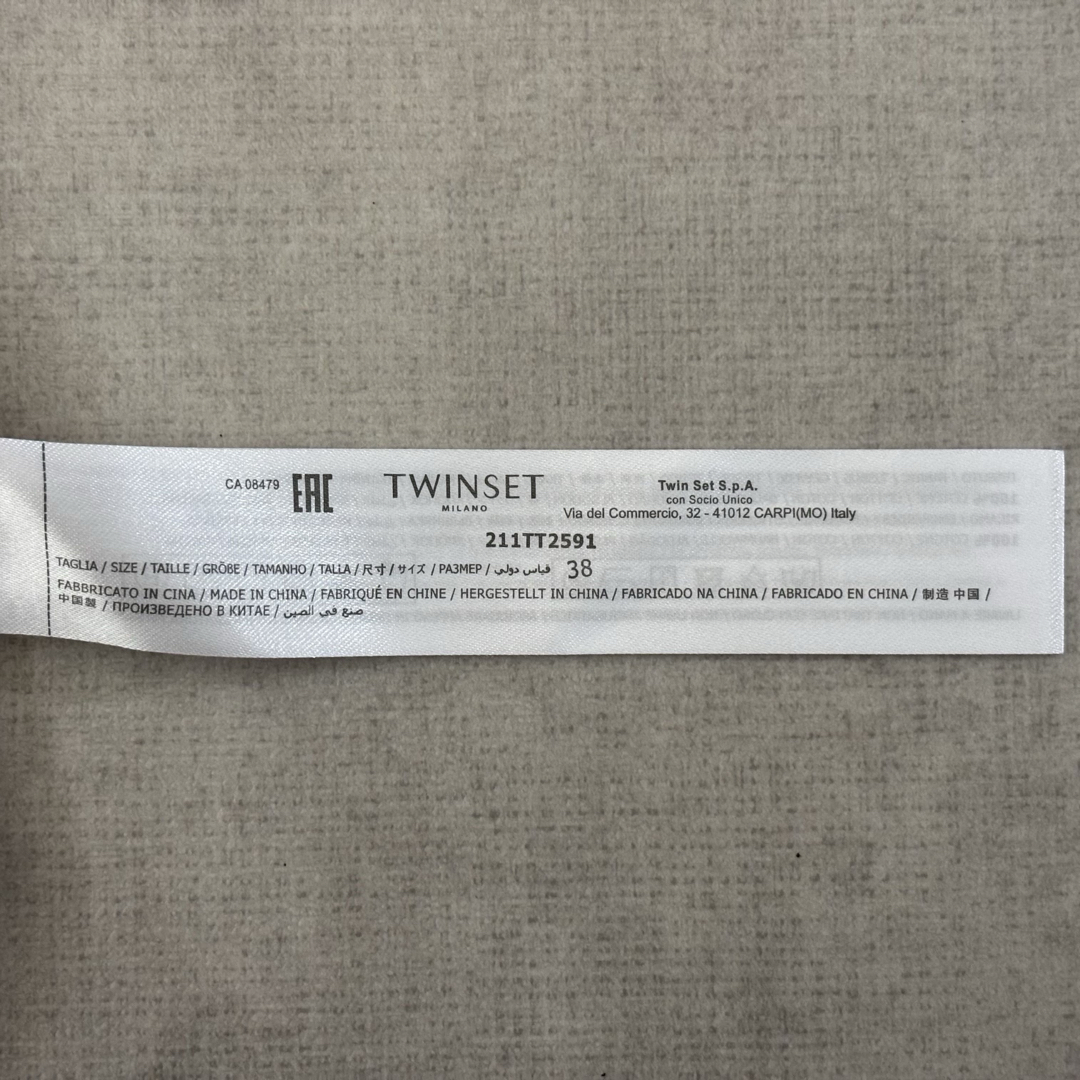 CA 08479 EAC TWINSET
MILANO
Twin Set S.p.A.
con Socio Unico
Via del Commercio, 32 - 41012 CARPI(MO) Italy
211TT2591
TAGLIA / SIZE / TAILLE / GRÖBE / TAMANHO / TALLA / 尺寸 / サイズ / РАЗМЕР / قياس دولي 38
FABBRICATO IN CINA / MADE IN CHINA / FABRIQUÉ EN CHINE / HERGESTELLT IN CHINA / FABRICADO NA CHINA / FABRICADO EN CHINA / 制造 中国 /
中国製 / ПРОИЗВЕДЕНО В КИТАЕ / صنع في الصين